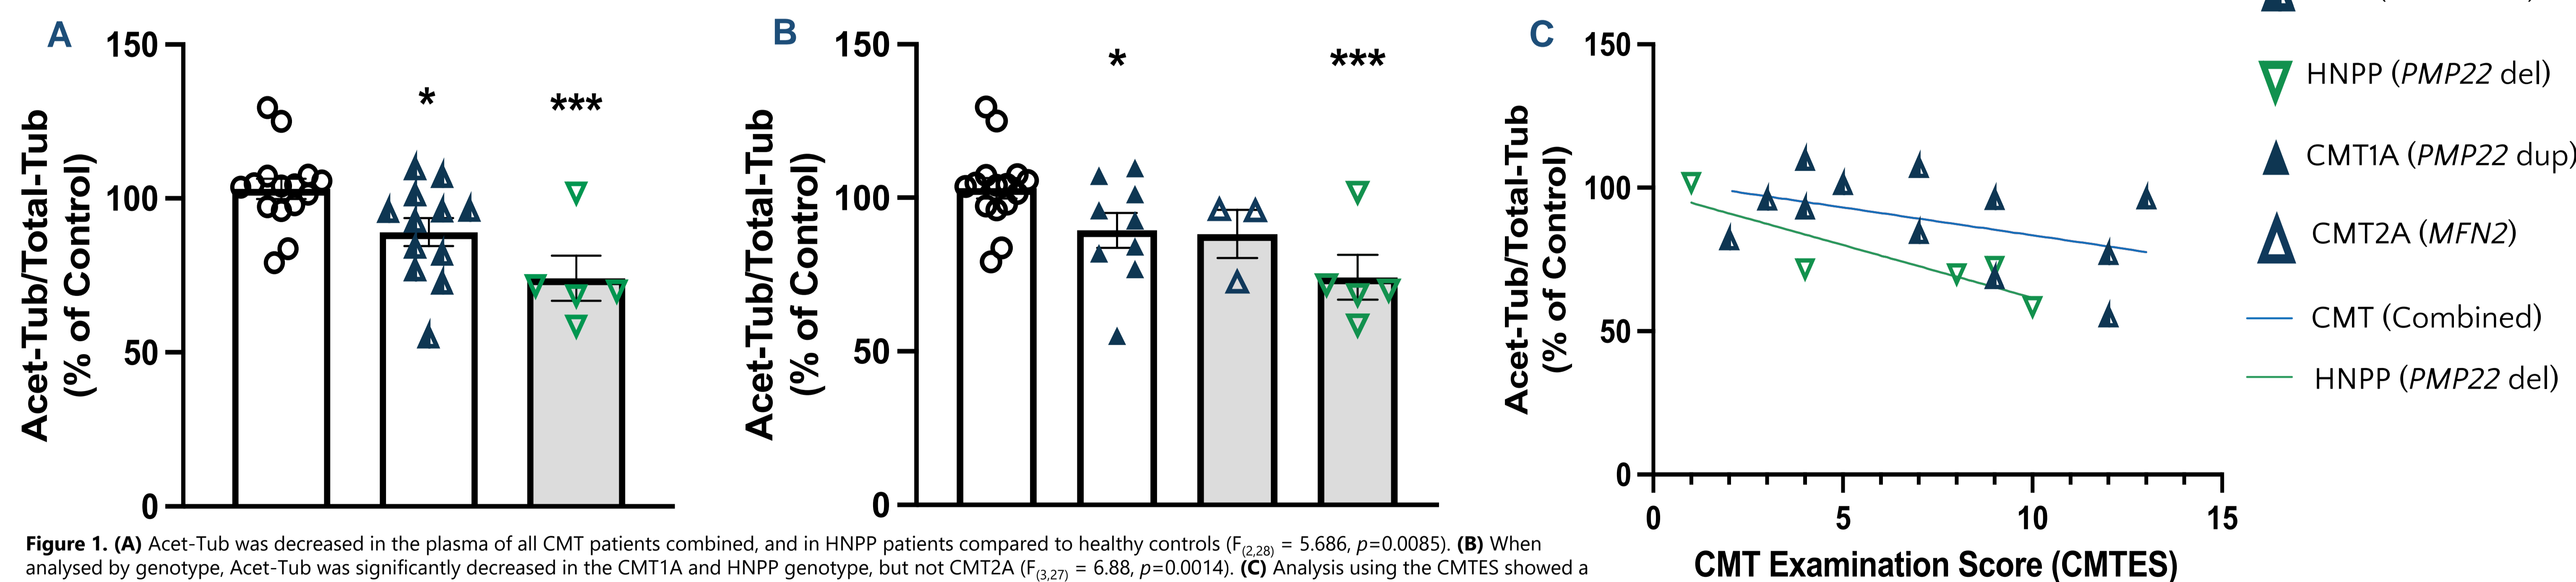 A
150
100
50
0
Acet-Tub/Total-Tub
(% of Control)
*
***
B
150
100
50
0
Acet-Tub/Total-Tub
(% of Control)
*
***
C
150
100
50
0
Acet-Tub/Total-Tub
(% of Control)
0 5 10 15
CMT Examination Score (CMTES)
HNPP (PMP22 del)
CMT1A (PMP22 dup)
CMT2A (MFN2)
CMT (Combined)
HNPP (PMP22 del)
Figure 1. (A) Acet-Tub was decreased in the plasma of all CMT patients combined, and in HNPP patients compared to healthy controls (F(2,28) = 5.686, p=0.0085). (B) When
analysed by genotype, Acet-Tub was significantly decreased in the CMT1A and HNPP genotype, but not CMT2A (F(3,27) = 6.88, p=0.0014). (C) Analysis using the CMTES showed a